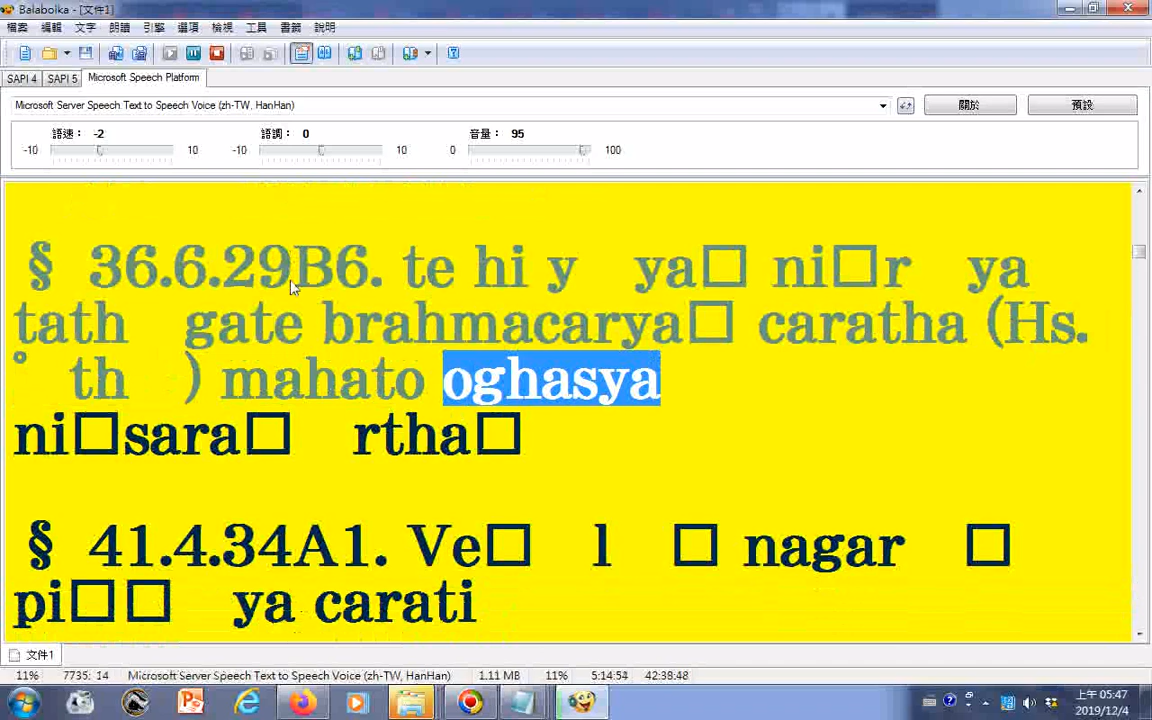 Balabolka - [文件1]
檔案 編輯 文字 朗讀 引擎 選項 檢視 工具 書籤 說明
SAPI 4 SAPI 5 Microsoft Speech Platform
Microsoft Server Speech Text to Speech Voice (zh-TW, HanHan) 關於 預設
語速： -2 語調： 0 音量： 95
-10 10 -10 10 0 100
§ 36.6.29B6. te hi y ya□ ni□r ya
tath gate brahmacarya□ caratha (Hs.
° th ) mahato oghasya
ni□sara□ rtha□
§ 41.4.34A1. Ve□ l □ nagar □
pi□□ ya carati
文件1
11% 7735: 14 Microsoft Server Speech Text to Speech Voice (zh-TW, HanHan) 1.11 MB 11% 5:14:54 42:38:48
上午 05:47
2019/12/4